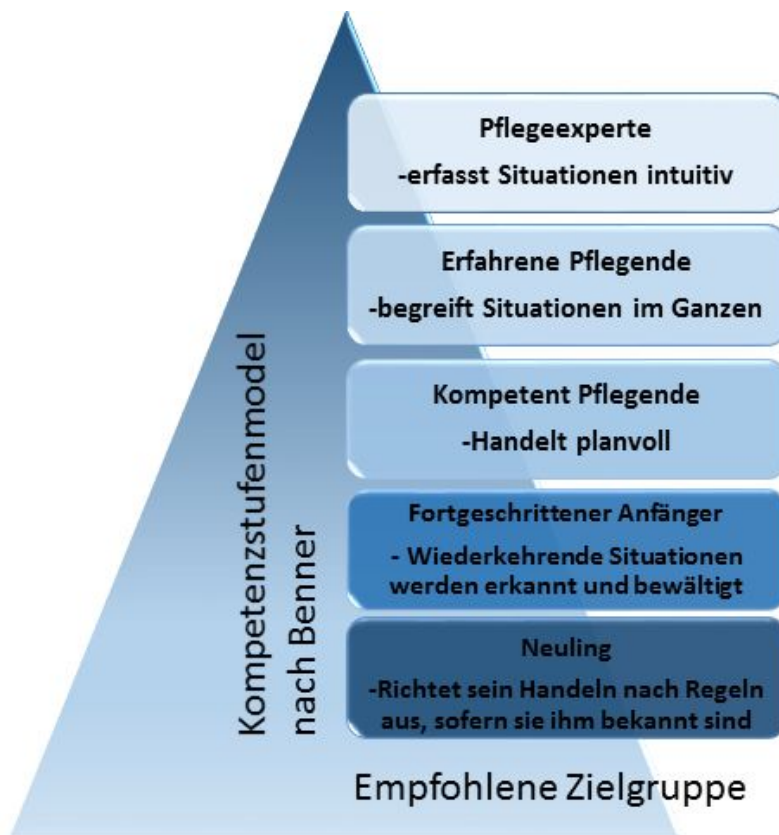 Pflegeexperte
-erfasst Situationen intuitiv
Erfahrene Pflegende
-begreift Situationen im Ganzen
Kompetent Pflegende
-Handelt planvoll
Fortgeschrittener Anfänger
- Wiederkehrende Situationen
werden erkannt und bewältigt
Neuling
-Richtet sein Handeln nach Regeln
aus, sofern sie ihm bekannt sind
Kompetenzstufenmodel
nach Benner
Empfohlene Zielgruppe